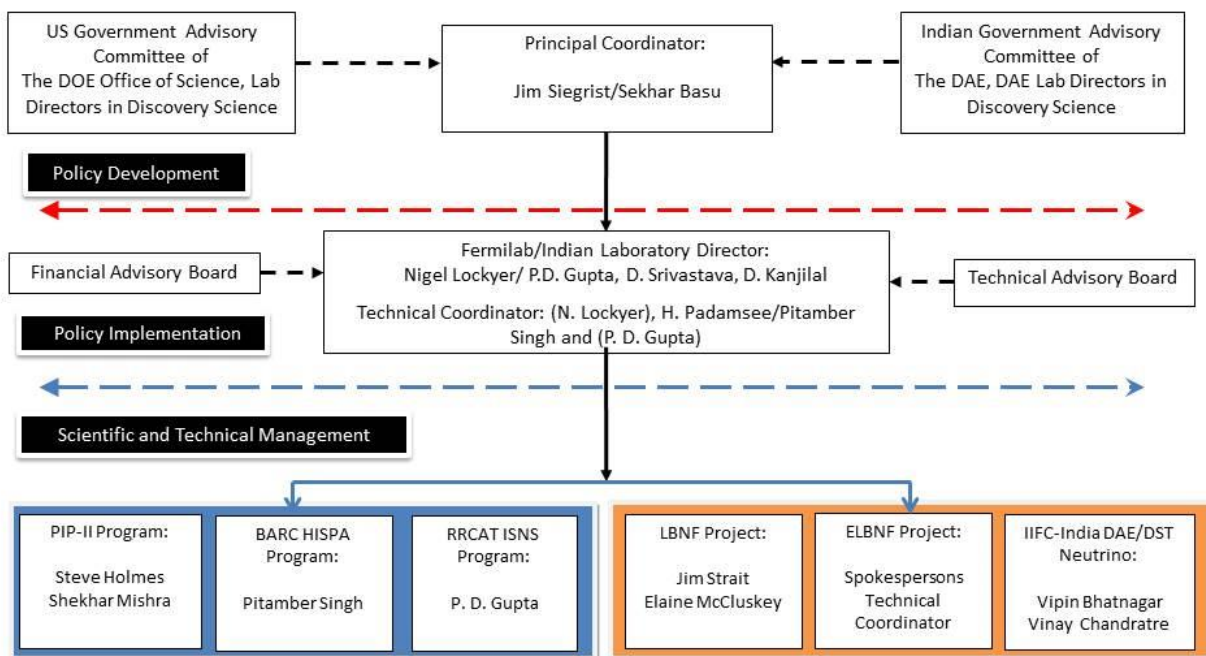 US Government Advisory
Committee of
The DOE Office of Science, Lab
Directors in Discovery Science
Principal Coordinator:
Jim Siegrist/Sekhar Basu
Indian Government Advisory
Committee of
The DAE, DAE Lab Directors in
Discovery Science
Policy Development
Financial Advisory Board
Fermilab/Indian Laboratory Director:
Nigel Lockyer/ P.D. Gupta, D. Srivastava, D. Kanjilal
Technical Coordinator: (N. Lockyer), H. Padamsee/Pitamber
Singh and (P. D. Gupta)
Technical Advisory Board
Policy Implementation
Scientific and Technical Management
PIP-II Program:
Steve Holmes
Shekhar Mishra
BARC HISPA
Program:
Pitamber Singh
RRCAT ISNS
Program:
P. D. Gupta
LBNF Project:
Jim Strait
Elaine McCluskey
ELBNF Project:
Spokespersons
Technical
Coordinator
IIFC-India DAE/DST
Neutrino:
Vipin Bhatnagar
Vinay Chandratre